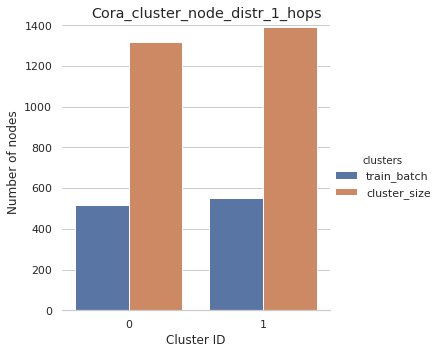 Cora_cluster_node_distr_1_hops
1400
1200
1000
800
600
400
200
0
Number of nodes
0 1
Cluster ID
clusters
train_batch
cluster_size